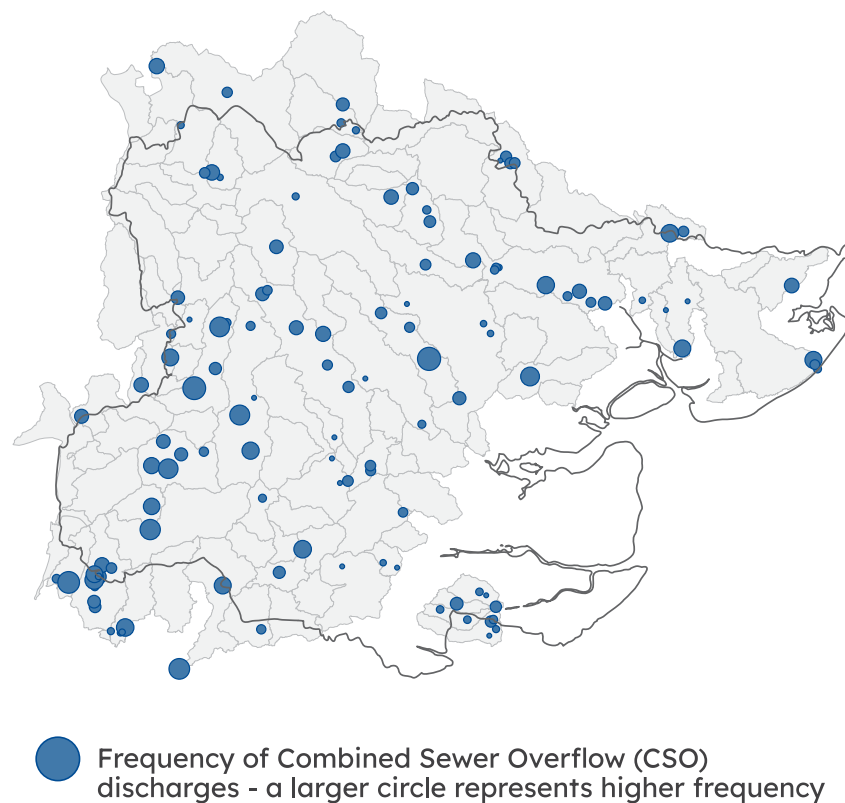 Frequency of Combined Sewer Overflow (CSO)
discharges - a larger circle represents higher frequency